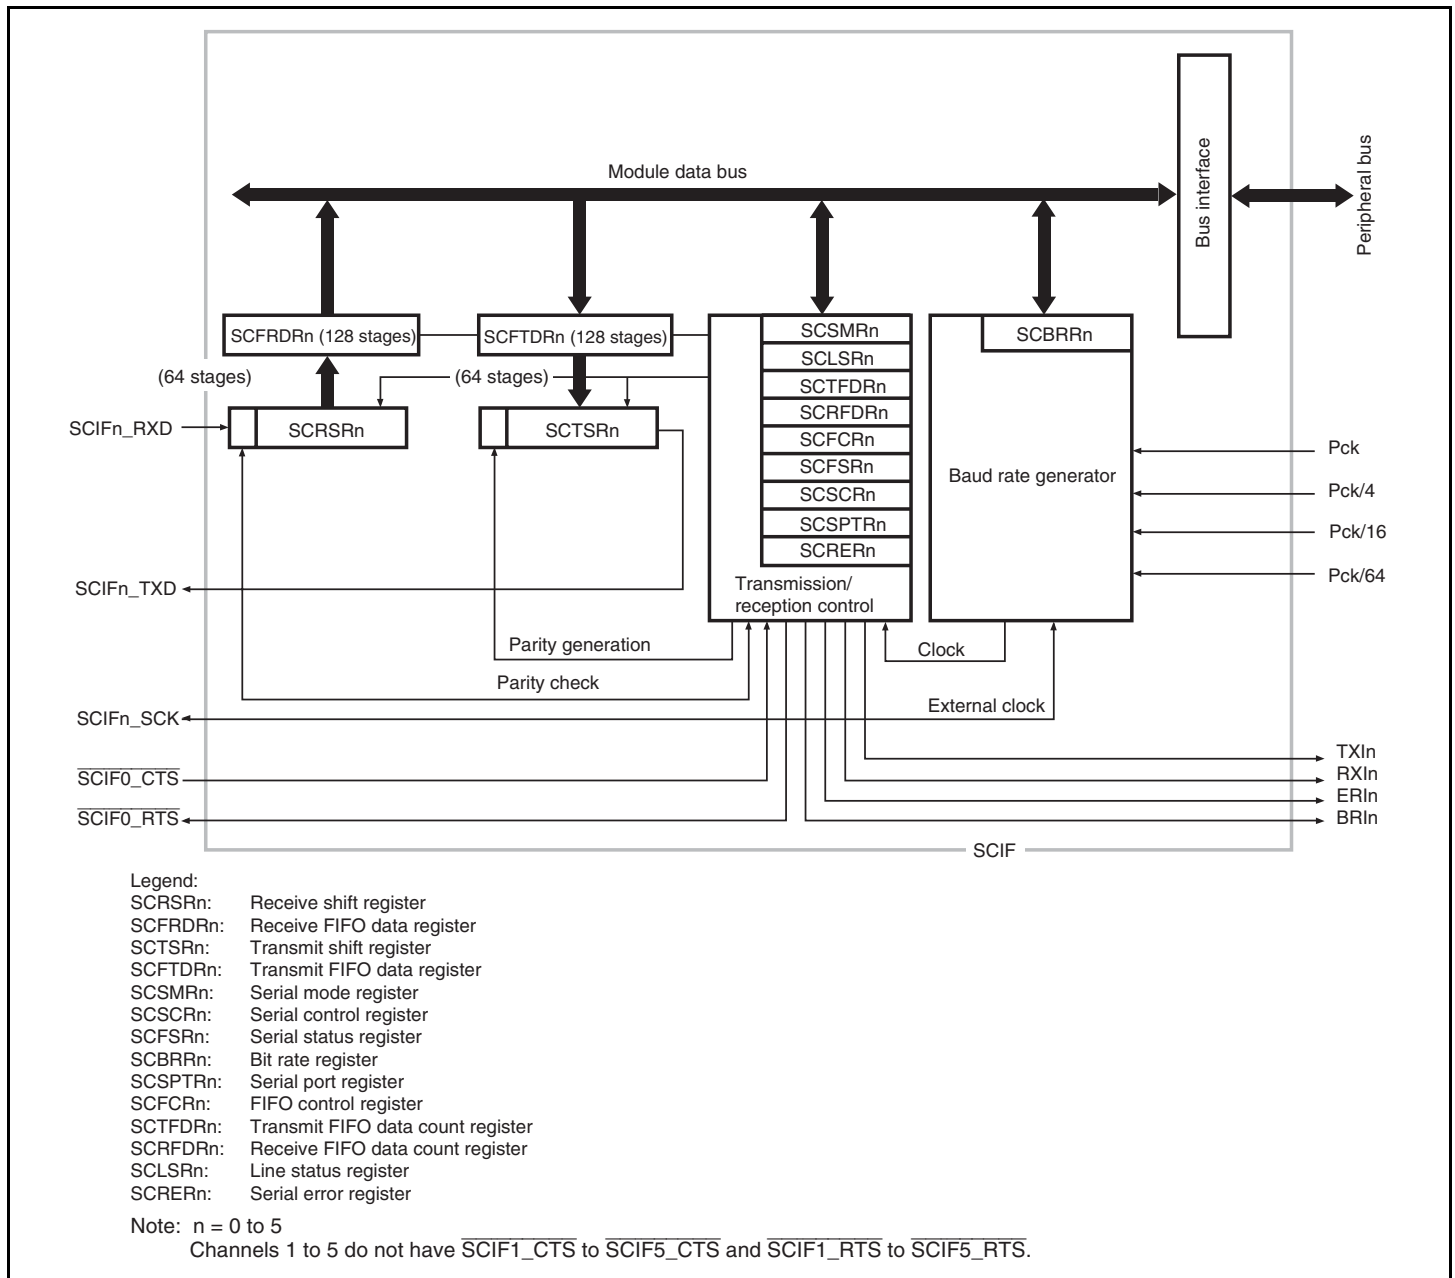 Module data bus
Bus interface
Peripheral bus
SCFRDRn (128 stages)
SCFTDRn (128 stages)
SCSMRn
SCLSRn
SCTFDRn
SCRFDRn
SCFCRn
SCFSRn
SCSCRn
SCSPTRn
SCRERn
Transmission/
reception control
SCBRRn
Baud rate generator
(64 stages)
(64 stages)
SCIFn_RXD
SCRSRn
SCTSRn
Pck
Pck/4
Pck/16
Pck/64
SCIFn_TXD
Parity generation
Clock
Parity check
SCIFn_SCK
External clock
SCIF0_CTS
SCIF0_RTS
TXIn
RXIn
ERIn
BRIn
SCIF
Legend:
SCRSRn: Receive shift register
SCFRDRn: Receive FIFO data register
SCTSRn: Transmit shift register
SCFTDRn: Transmit FIFO data register
SCSMRn: Serial mode register
SCSCRn: Serial control register
SCFSRn: Serial status register
SCBRRn: Bit rate register
SCSPTRn: Serial port register
SCFCRn: FIFO control register
SCTFDRn: Transmit FIFO data count register
SCRFDRn: Receive FIFO data count register
SCLSRn: Line status register
SCRERn: Serial error register
Note: n = 0 to 5
Channels 1 to 5 do not have SCIF1_CTS to SCIF5_CTS and SCIF1_RTS to SCIF5_RTS.